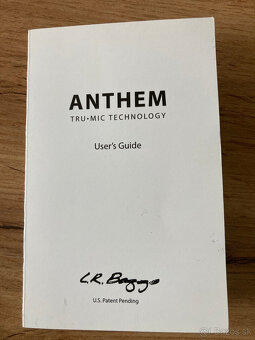 ANTHEM
TRU•MIC TECHNOLOGY
User's Guide
L.R. Baggs
U.S. Patent Pending